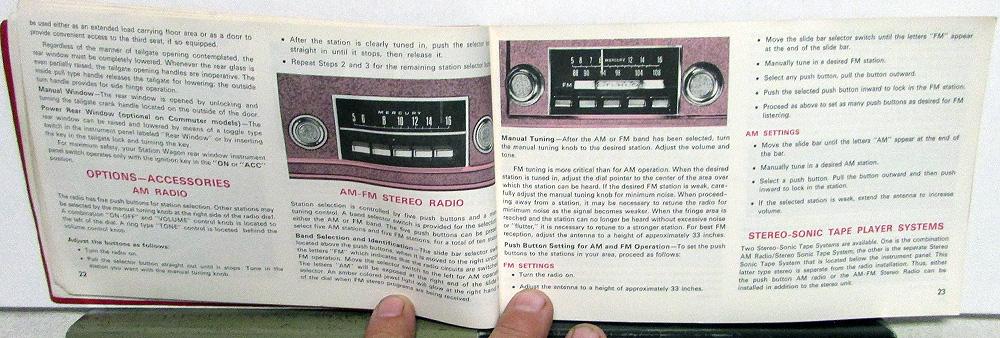 be used either as an extended load carrying floor area or as a door to
provide convenient access to the third seat, if so equipped.
Regardless of the manner of tailgate opening contemplated, the
rear window must be completely lowered. Whenever the rear glass is
even partially raised, the tailgate opening handles are inoperative. The
inside pull type handle releases the tailgate for lowering; the outside
turn handle provides for side hinge operation.
Manual Window—The rear window is opened by unlocking and
turning the tailgate crank handle located on the outside of the door.
Power Rear Window (optional on Commuter models)—The
rear window can be raised and lowered by means of a toggle type
switch in the instrument panel labeled "Rear Window" or by inserting
the key in the tailgate lock and turning the key.
For maximum safety, your Station Wagon rear window instrument
panel switch operates only with the ignition key in the "ON or "ACC"
position.
OPTIONS—ACCESSORIES
AM RADIO
The radio has five push buttons for station selection. Other stations may
be selected by the manual tuning knob at the right side of the radio dial.
A combination "ON-OFF" and "VOLUME" control knob is located to
the left of the dial. A ring type "TONE" control is located behind the
volume control knob.
Adjust the buttons as follows:
• Turn the radio on.
• Pull the selector button straight out until it stops. Tune in the
station you want with the manual tuning knob.
22
• After the station is clearly tuned in, push the selector
straight in until it stops, then release it.
• Repeat Steps 2 and 3 for the remaining station selector
MERCURY
5 6 8 10 12 14 16
AM-FM STEREO RADIO
Station selection is controlled by five push buttons and a
tuning control. A band selector switch is provided for the
either the AM or FM band. The five push buttons can be
select five AM stations and five FM stations, for a total of ten
Band Selection and Identification—The slide bar selector
located above the push buttons when it is moved to the right
the letters "FM", which indicates that the radio circuits are
FM operation. Move the selector switch to the left for AM
The letters "AM" will be exposed at the right end of the slide
selector. An amber colored jewel light will glow at the right hand
of the dial when FM stereo programs are being received.
5 6 7 8 MERCURY 12 14 16
88 90 94 98 104 108
FM
Manual Tuning—After the AM or FM band has been selected, turn
the manual tuning knob to the desired station. Adjust the volume and
tone.
FM tuning is more critical than for AM operation. When the desired
station is tuned in, adjust the dial pointer to the center of the area over
which the station can be heard. If the desired FM station is weak, care-
fully adjust the manual tuning knob for minimum noise. When proceed-
ing away from a station, it may be necessary to retune the radio for
minimum noise as the signal becomes weaker. When the fringe area is
reached and the station can no longer be heard without excessive noise
or "flutter," it is necessary to retune to a stronger station. For best FM
reception, adjust the antenna to a height of approximately 33 inches.
Push Button Setting for AM and FM Operation—To set the push
buttons to the stations in your area, proceed as follows:
FM SETTINGS
• Turn the radio on.
• Adjust the antenna to a height of approximately 33 inches.
• Move the slide bar selector switch until the letters "FM" appear
at the end of the slide bar.
• Manually tune in a desired FM station.
• Select any push button, pull the button outward.
• Push the selected push button inward to lock in the FM station.
• Proceed as above to set as many push buttons as desired for FM
listening.
AM SETTINGS
• Move the slide bar until the letters "AM" appear at the end of
the bar.
• Manually tune in a desired AM station.
• Select a push button. Pull the button outward and then push
inward to lock in the station.
• If the selected station is weak, extend the antenna to increase
volume.
STEREO-SONIC TAPE PLAYER SYSTEMS
Two Stereo-Sonic Tape Systems are available. One is the combination
AM Radio/Stereo Sonic Tape System; the other is the separate Stereo
Sonic Tape System that is located below the instrument panel. This
latter type stereo is separate from the radio installation. Thus, either
the push button AM radio or the AM-FM Stereo Radio can be
installed in addition to the stereo unit.
23